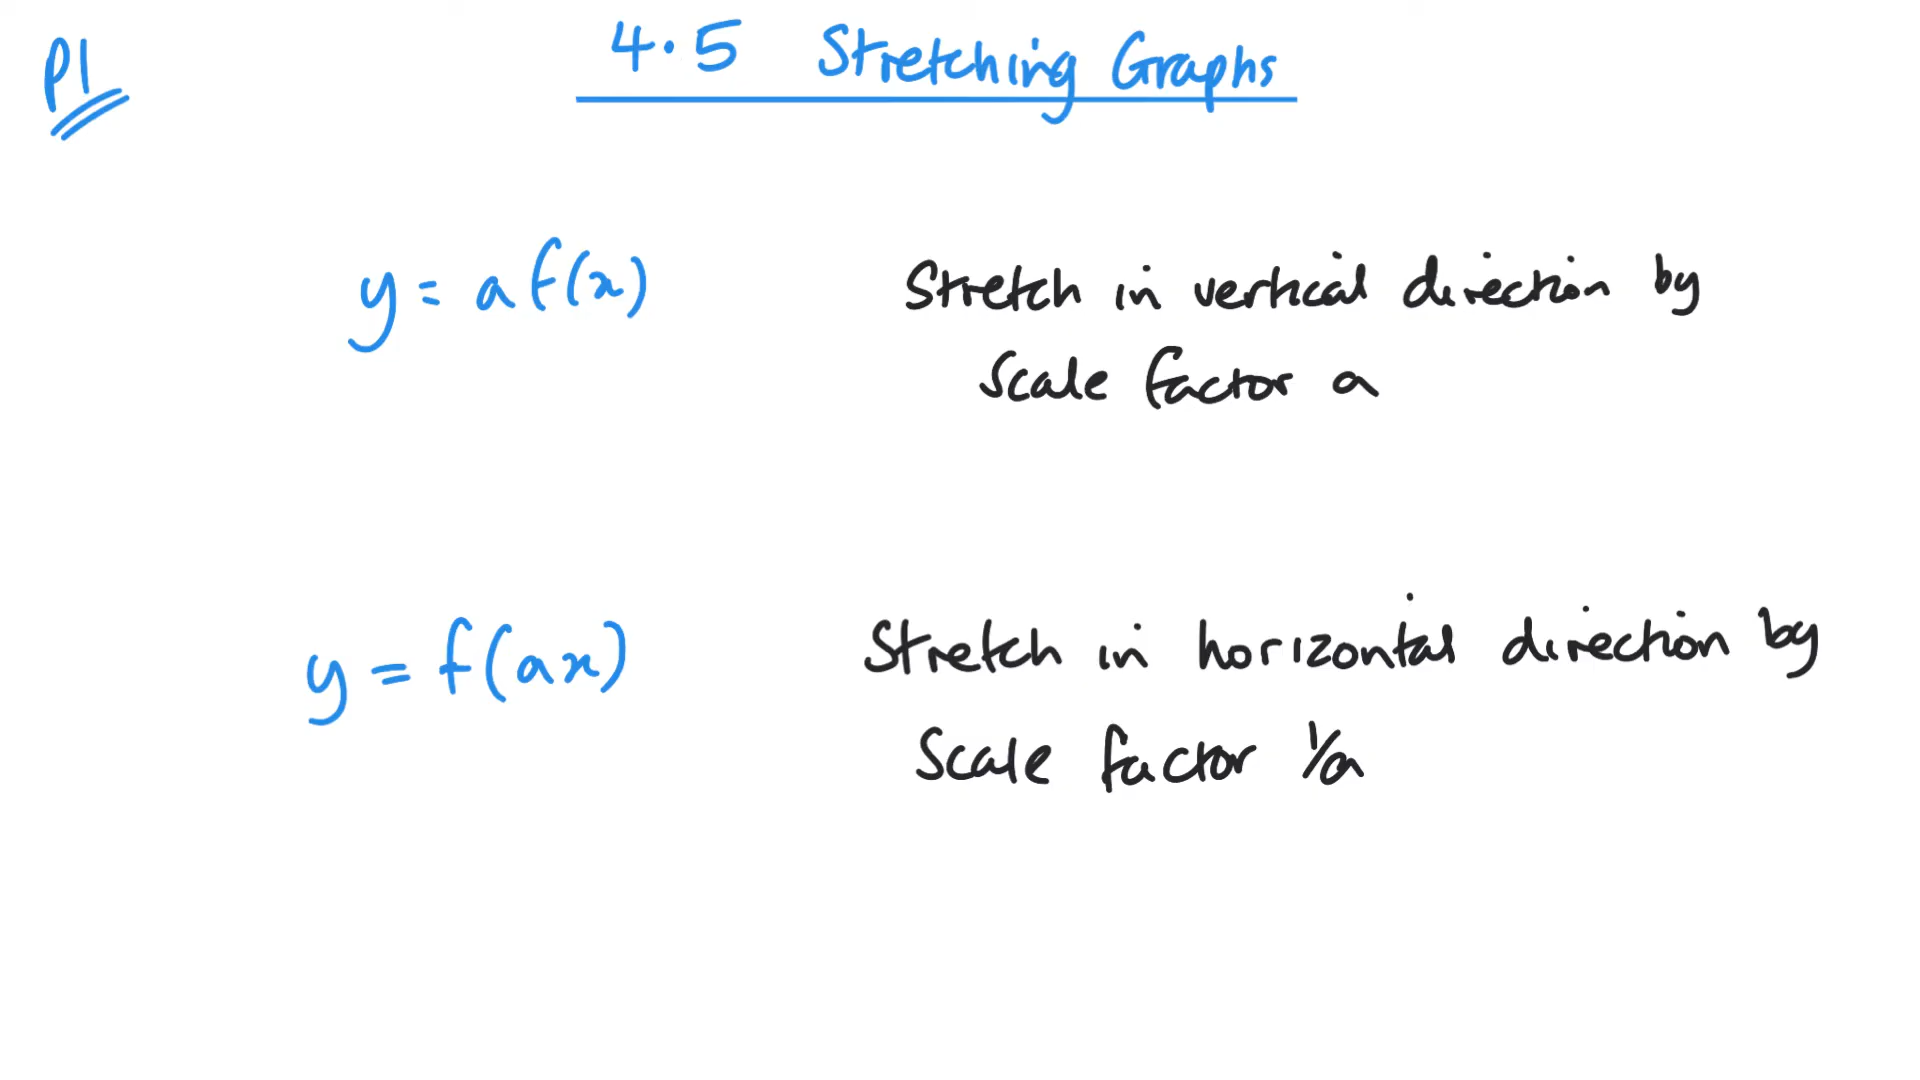 P1
4.5 Stretching Graphs
y = a f(x)
Stretch in vertical direction by
Scale factor a
y = f(ax)
Stretch in horizontal direction by
Scale factor 1/a